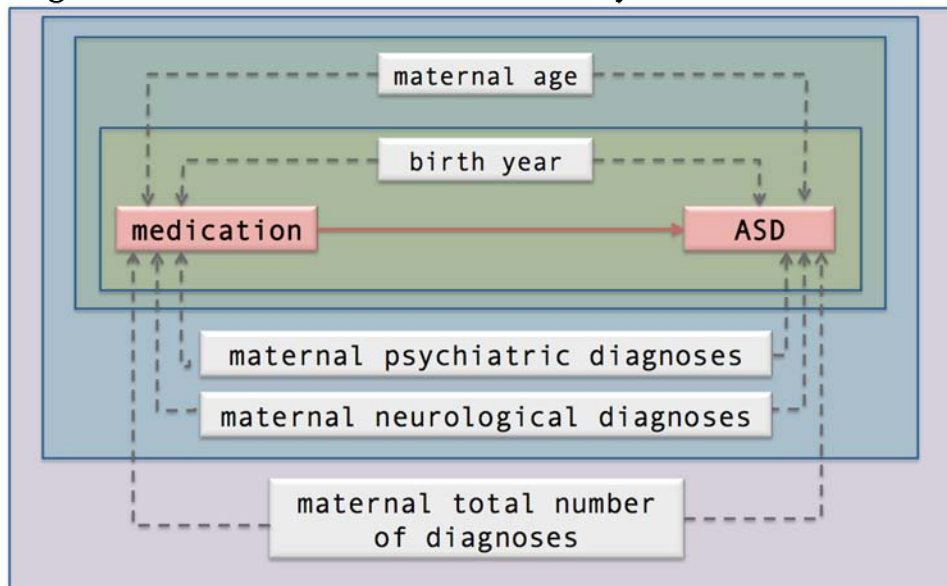 maternal age
birth year
medication
ASD
maternal psychiatric diagnoses
maternal neurological diagnoses
maternal total number
of diagnoses